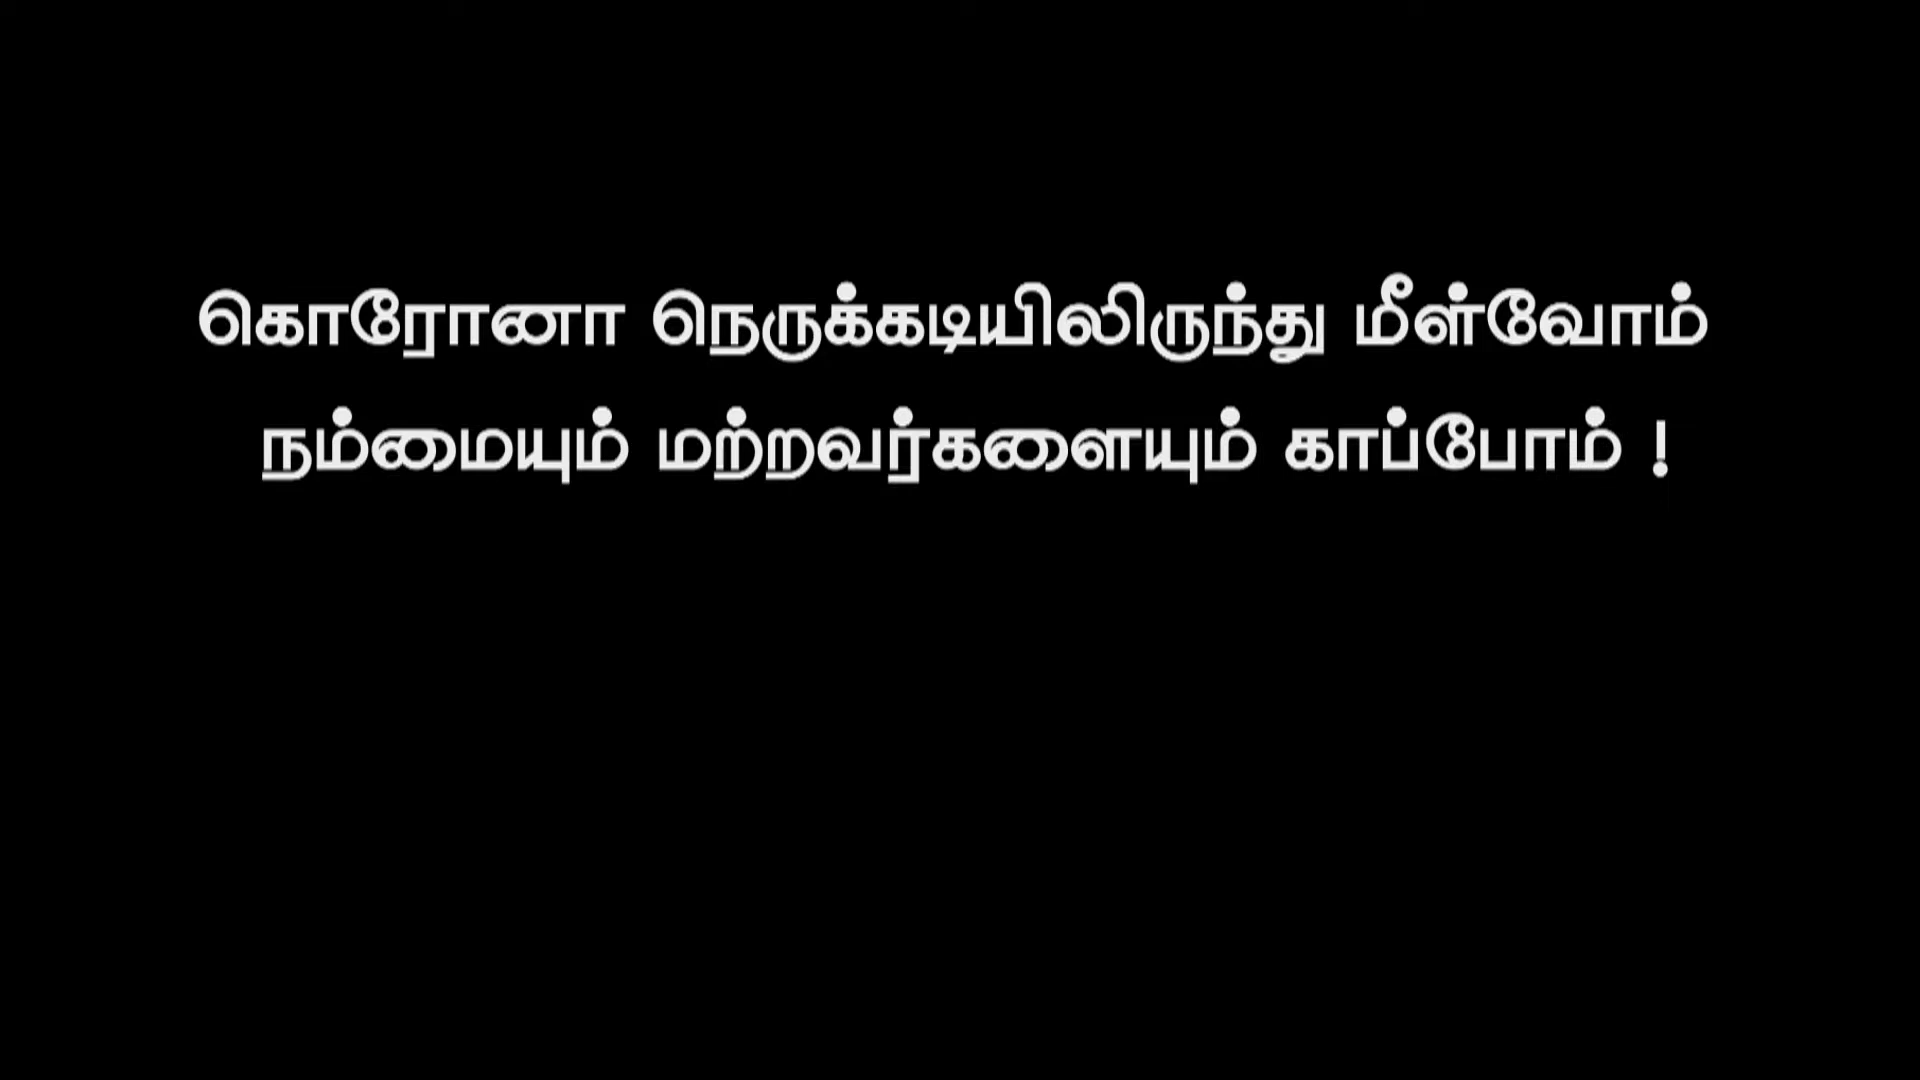 கொரோனா நெருக்கடியிலிருந்து மீள்வோம்
நம்மையும் மற்றவர்களையும் காப்போம் !